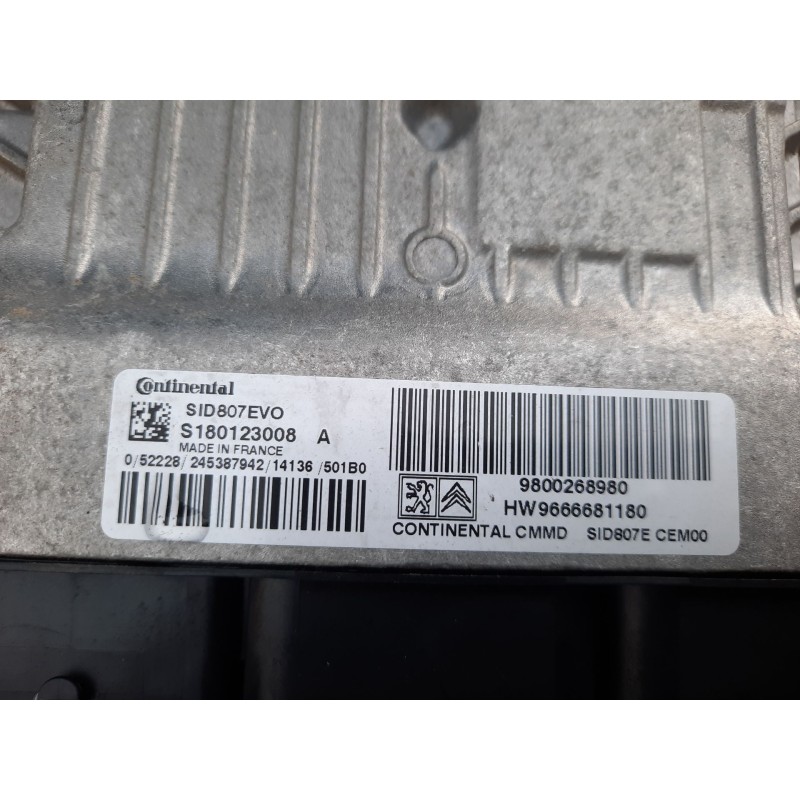 Continental
SID807EVO
S180123008 A
MADE IN FRANCE
0/52228/245387942/14136/501B0
9800268980
HW9666681180
CONTINENTAL CMMD SID807E CEM00